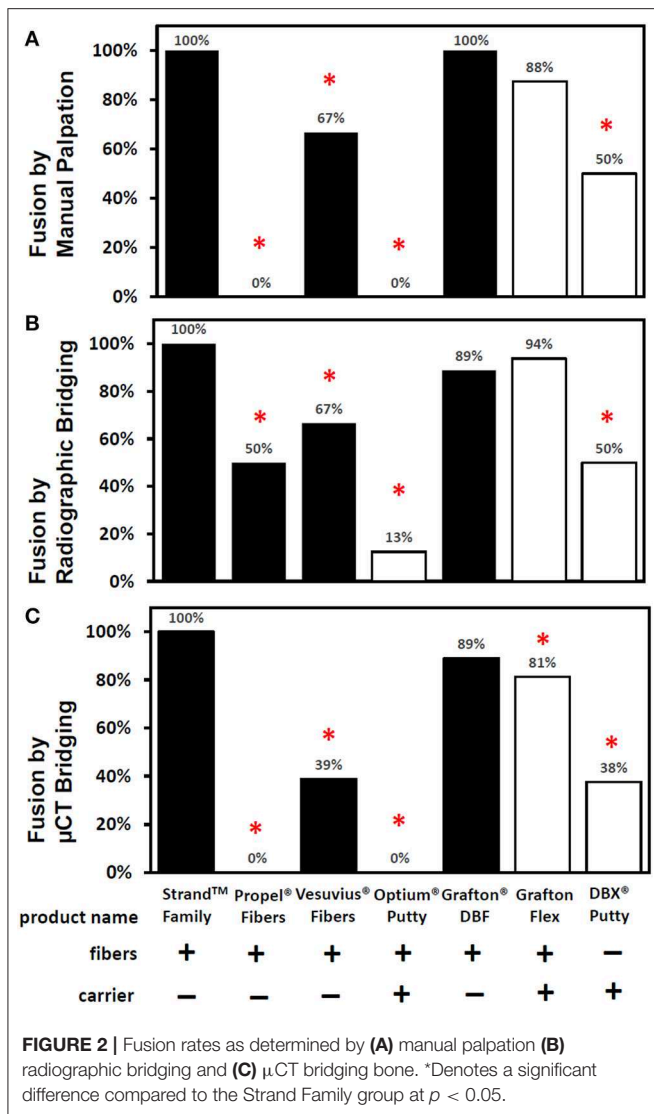 A
Fusion by
Manual Palpation
100%
80%
60%
40%
20%
0%
100%
*
0%
*
67%
*
0%
100%
88%
*
50%
B
Fusion by
Radiographic Bridging
100%
80%
60%
40%
20%
0%
100%
*
50%
*
67%
*
13%
89%
94%
*
50%
C
Fusion by
µCT Bridging
100%
80%
60%
40%
20%
0%
100%
*
0%
*
39%
*
0%
89%
*
81%
*
38%
product name
Strand™ Family
Propel® Fibers
Vesuvius® Fibers
Optium® Putty
Grafton® DBF
Grafton Flex
DBX® Putty
fibers + + + + + + −
carrier − − − + − + +
FIGURE 2 | Fusion rates as determined by (A) manual palpation (B)
radiographic bridging and (C) µCT bridging bone. *Denotes a significant
difference compared to the Strand Family group at p < 0.05.